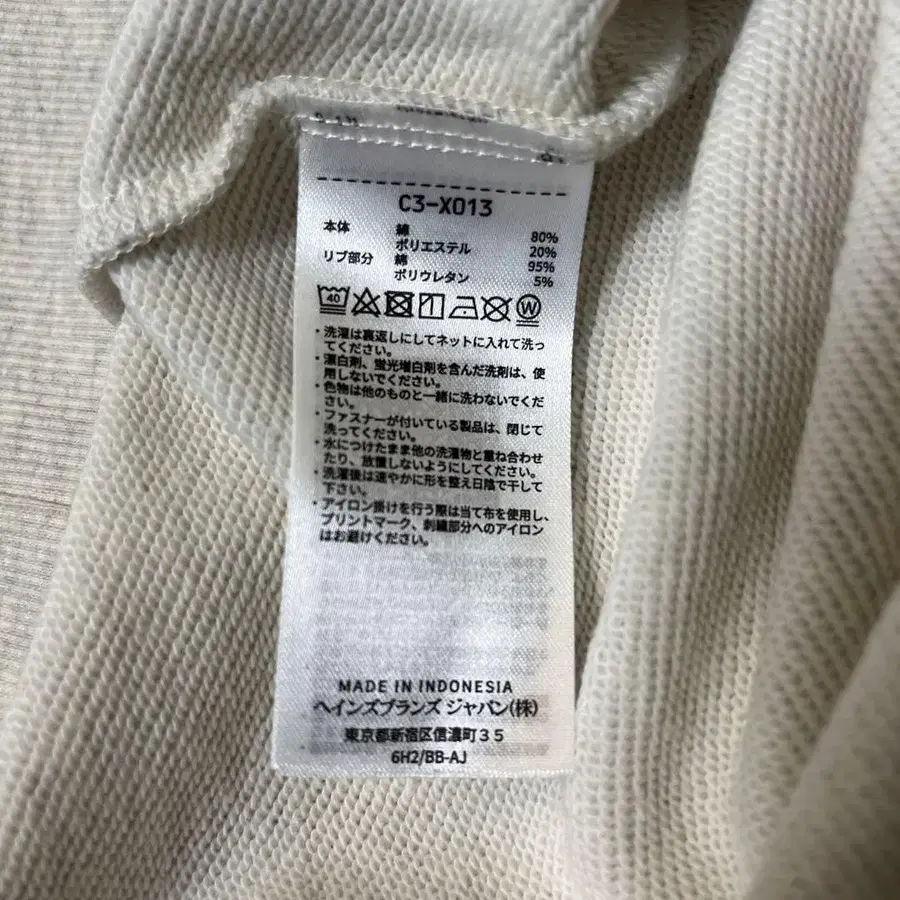 C3-X013
本体 綿 80%
ポリエステル 20%
リブ部分 綿 95%
ポリウレタン 5%
40 W
・洗濯は裏返しにしてネットに入れて洗っ
てください。
・漂白剤、蛍光増白剤を含んだ洗剤は、使
用しないでください。
・色物は他のものと一緒に洗わないでくだ
さい。
・ファスナーが付いている製品は、閉じて
洗ってください。
・水につけたまま他の洗濯物と重ね合わせ
たり、放置しないようにしてください。
・洗濯後は速やかに形を整え日陰で干して
下さい。
・アイロン掛けを行う際は当て布を使用し、
プリントマーク、刺繍部分へのアイロン
はお避けください。
MADE IN INDONESIA
ヘインズブランズ ジャパン(株)
東京都新宿区信濃町35
6H2/BB-AJ